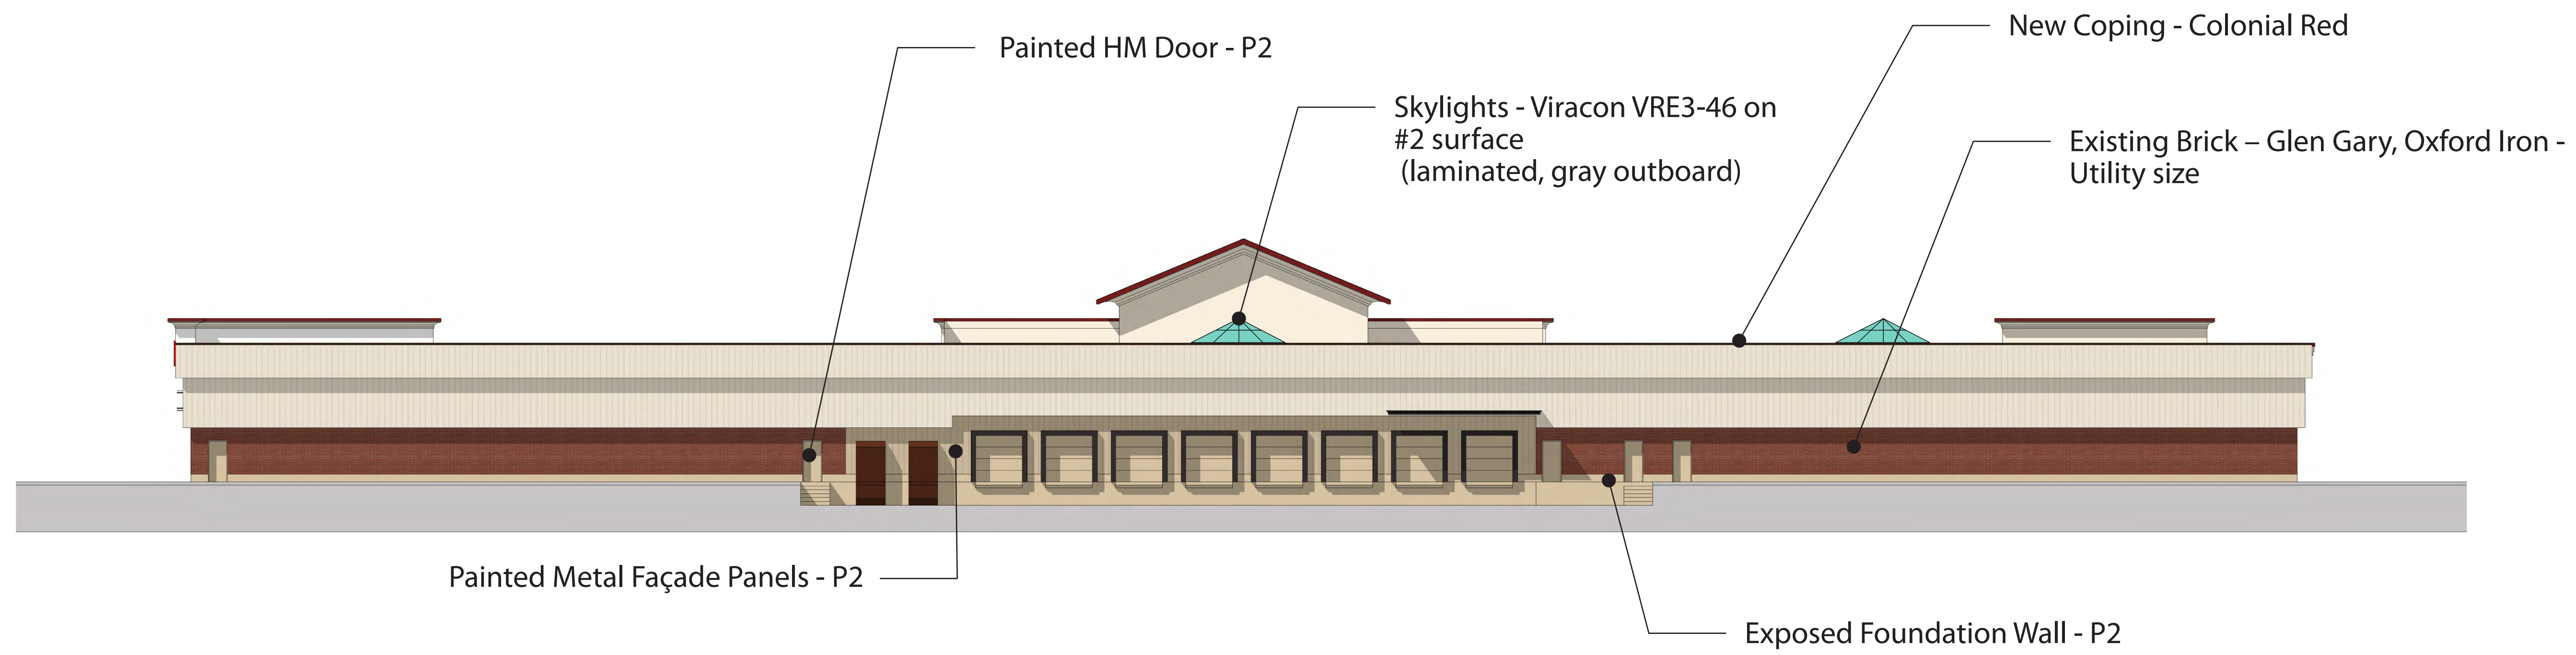 New Coping - Colonial Red
Painted HM Door - P2
Skylights - Viracon VRE3-46 on
#2 surface
(laminated, gray outboard)
Existing Brick – Glen Gary, Oxford Iron -
Utility size
Painted Metal Façade Panels - P2
Exposed Foundation Wall - P2